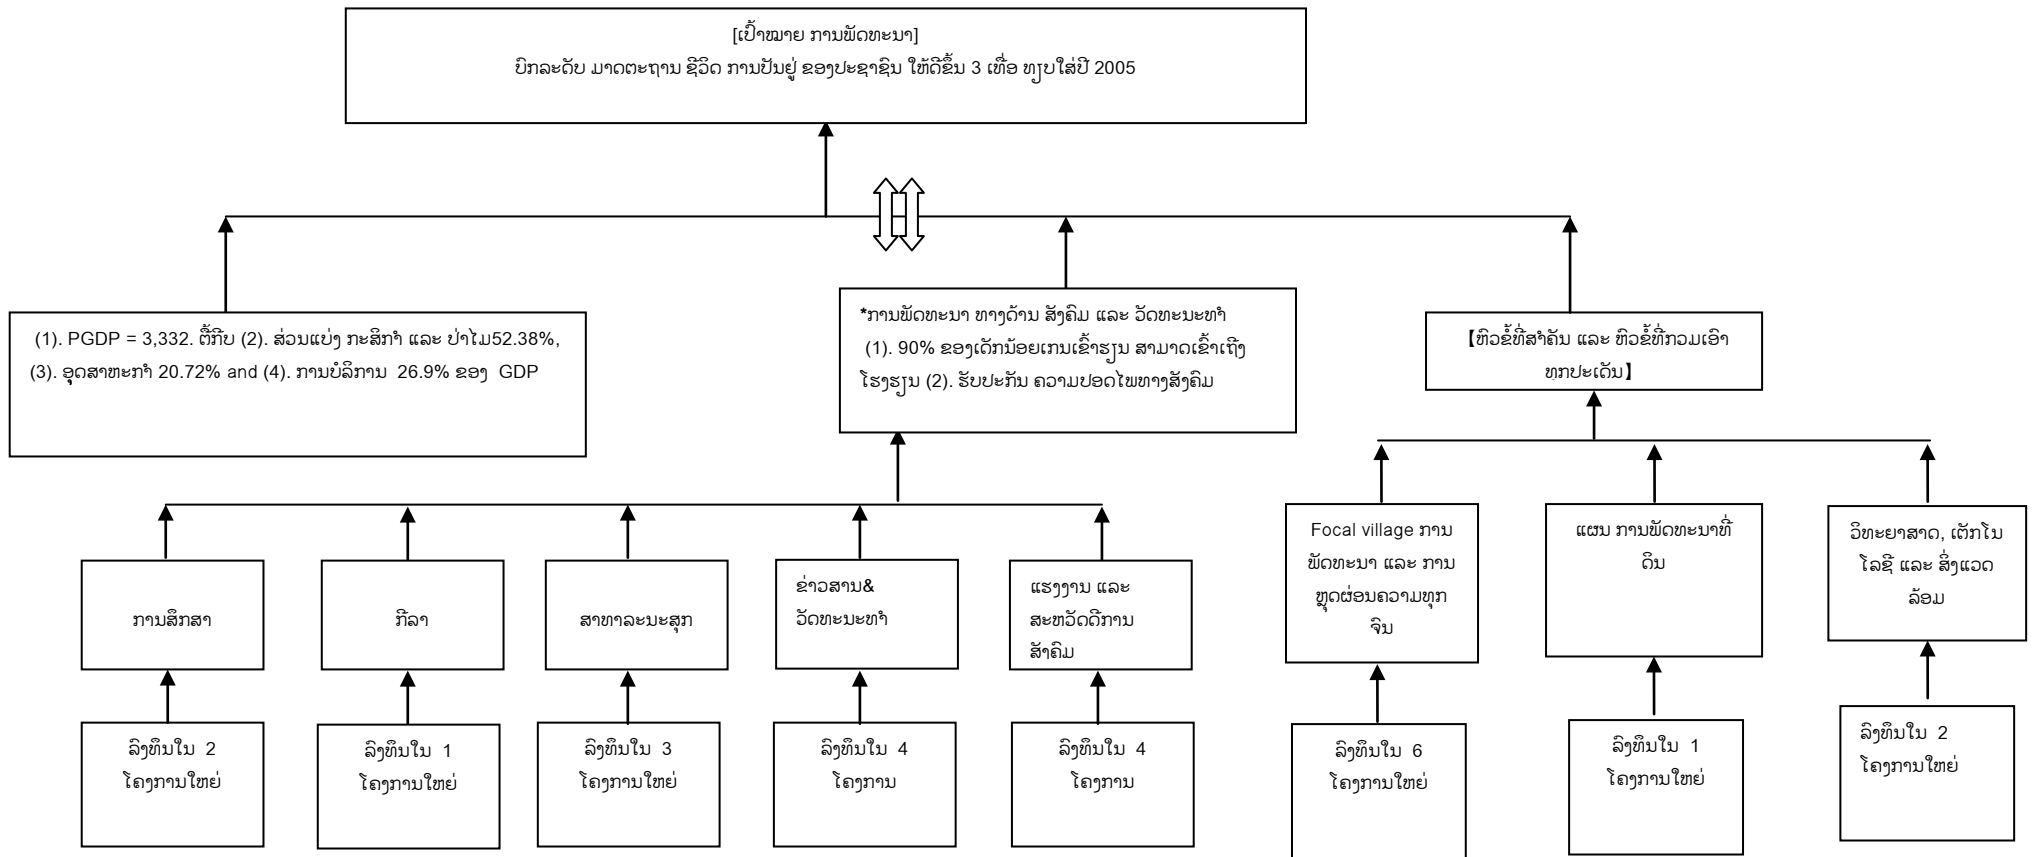 [ເປົ້າໝາຍ ການພັດທະນາ]
ຍົກລະດັບ ມາດຕະຖານ ຊີວິດ ການເປັນຢູ່ ຂອງປະຊາຊົນ ໃຫ້ດີຂຶ້ນ 3 ເທື່ອ ທຽບໃສ່ປີ 2005
(1). PGDP = 3,332. ຕື້ກີບ (2). ສ່ວນແບ່ງ ກະສິກຳ ແລະ ປ່າໄມ້52.38%,
(3). ອຸດສາຫະກຳ 20.72% and (4). ການບໍລິການ 26.9% ຂອງ GDP
*ການພັດທະນາ ທາງດ້ານ ສັງຄົມ ແລະ ວັດທະນະທຳ
(1). 90% ຂອງເດັກນ້ອຍເກນເຂົ້າຮຽນ ສາມາດເຂົ້າເຖິງ
ໂຮງຮຽນ (2). ຮັບປະກັນ ຄວາມປອດໄພທາງສັງຄົມ
【ຫົວຂໍ້ທີ່ສຳຄັນ ແລະ ຫົວຂໍ້ທີ່ກວມເອົາ
ທຸກປະເດັນ】
ການສຶກສາ
ກີລາ
ສາທາລະນະສຸກ
ຂ່າວສານ&
ວັດທະນະທຳ
ແຮງງານ ແລະ
ສະຫວັດດີການ
ສັງຄົມ
Focal village ການ
ພັດທະນາ ແລະ ການ
ຫຼຸດຜ່ອນຄວາມທຸກ
ຈົນ
ແຜນ ການພັດທະນາທີ່
ດິນ
ວິທະຍາສາດ, ເຕັກໂນ
ໂລຊີ ແລະ ສິ່ງແວດ
ລ້ອມ
ລົງທຶນໃນ 2
ໂຄງການໃຫຍ່
ລົງທຶນໃນ 1
ໂຄງການໃຫຍ່
ລົງທຶນໃນ 3
ໂຄງການໃຫຍ່
ລົງທຶນໃນ 4
ໂຄງການ
ລົງທຶນໃນ 4
ໂຄງການ
ລົງທຶນໃນ 6
ໂຄງການໃຫຍ່
ລົງທຶນໃນ 1
ໂຄງການໃຫຍ່
ລົງທຶນໃນ 2
ໂຄງການໃຫຍ່